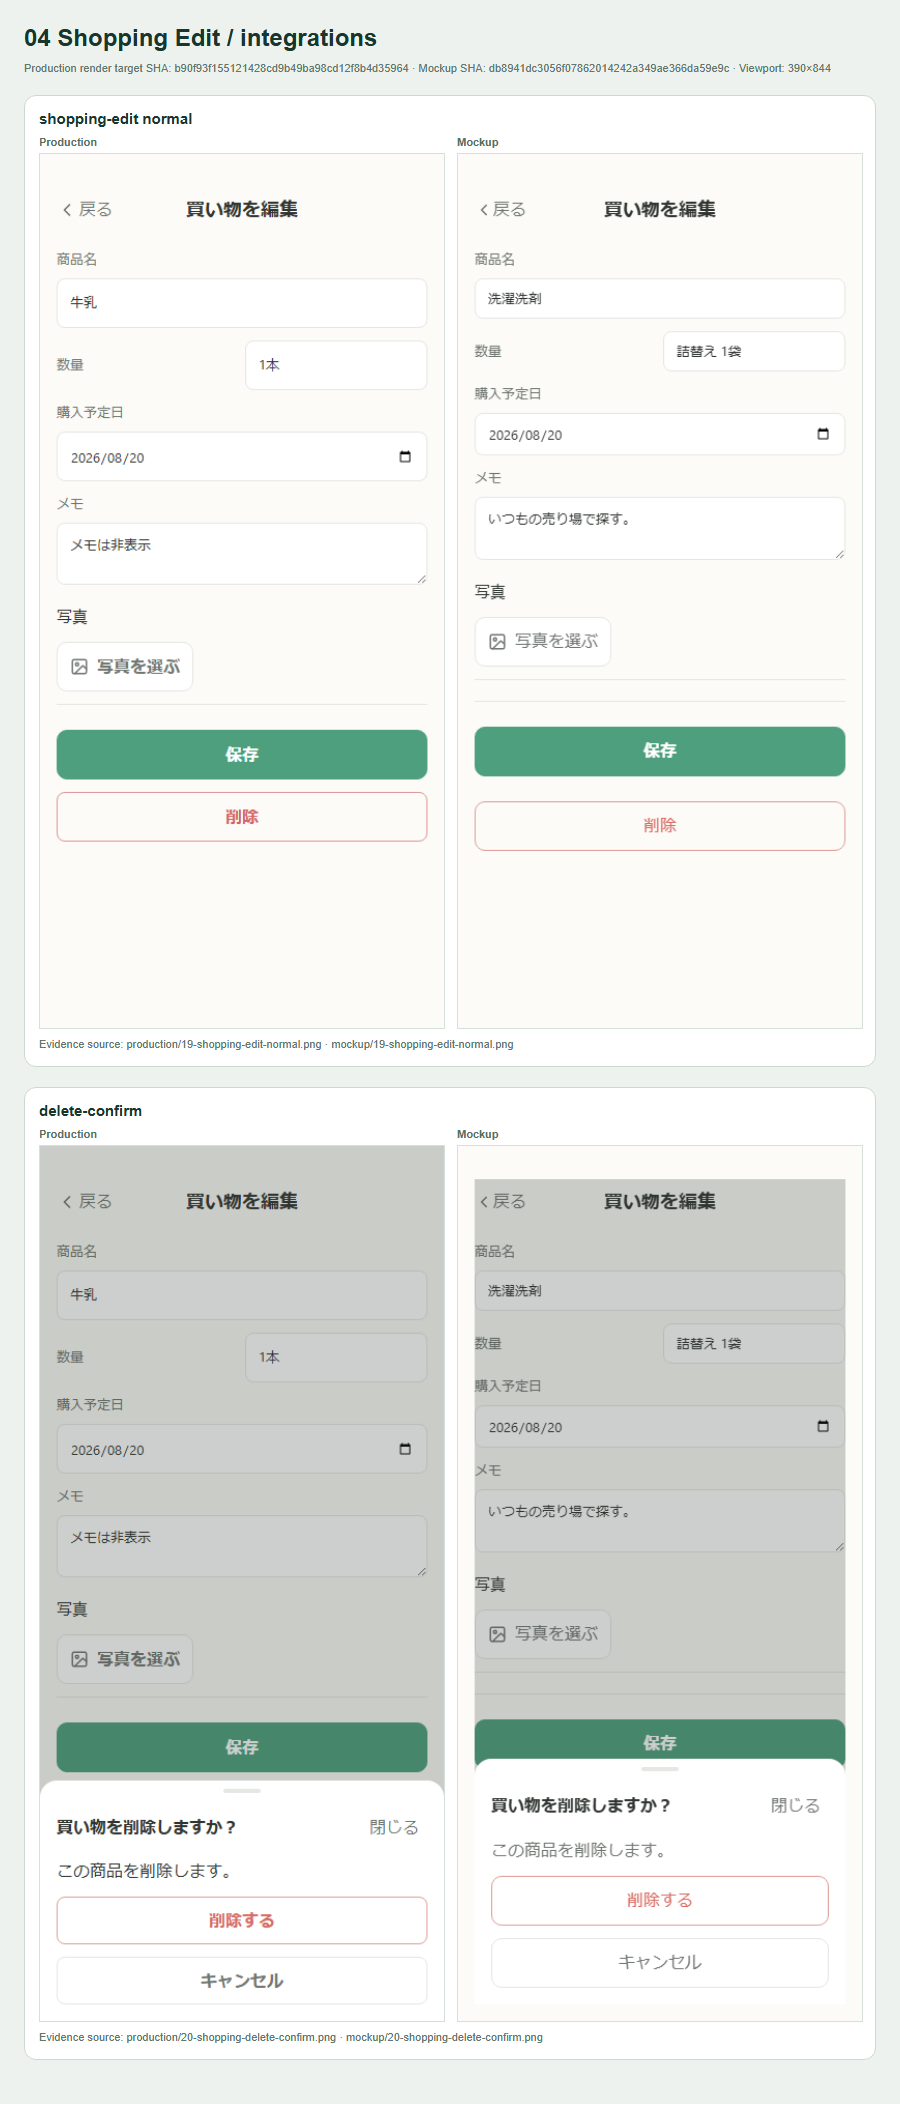 04 Shopping Edit / integrations
Production render target SHA: b90f93f155121428cd9b49ba98cd12f8b4d35964 · Mockup SHA: db8941dc3056f07862014242a349ae366da59e9c · Viewport: 390×844
shopping-edit normal
Production
戻る
買い物を編集
商品名
牛乳
数量
1本
購入予定日
2026/08/20
メモ
メモは非表示
写真
写真を選ぶ
保存
削除
Mockup
戻る
買い物を編集
商品名
洗濯洗剤
数量
詰替え 1袋
購入予定日
2026/08/20
メモ
いつもの売り場で探す。
写真
写真を選ぶ
保存
削除
Evidence source: production/19-shopping-edit-normal.png · mockup/19-shopping-edit-normal.png
delete-confirm
Production
戻る
買い物を編集
商品名
牛乳
数量
1本
購入予定日
2026/08/20
メモ
メモは非表示
写真
写真を選ぶ
保存
買い物を削除しますか？
閉じる
この商品を削除します。
削除する
キャンセル
Mockup
戻る
買い物を編集
商品名
洗濯洗剤
数量
詰替え 1袋
購入予定日
2026/08/20
メモ
いつもの売り場で探す。
写真
写真を選ぶ
保存
買い物を削除しますか？
閉じる
この商品を削除します。
削除する
キャンセル
Evidence source: production/20-shopping-delete-confirm.png · mockup/20-shopping-delete-confirm.png